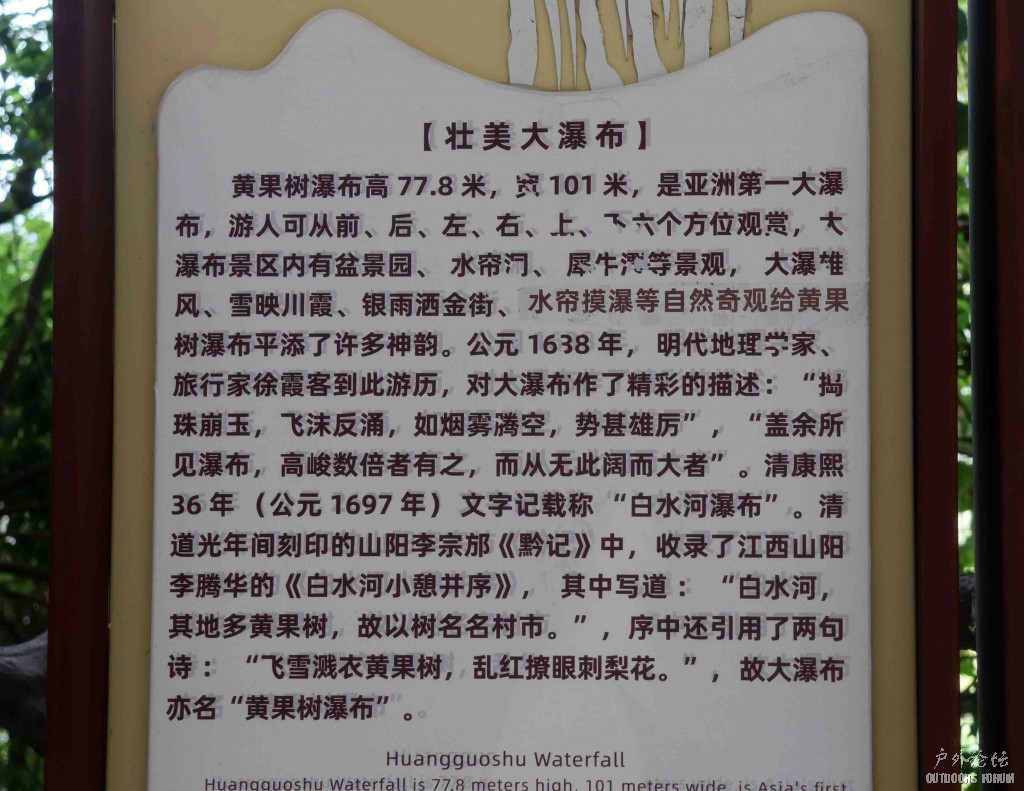 【壮美大瀑布】
黄果树瀑布高 77.8 米，宽 101 米，是亚洲第一大瀑
布，游人可从前、后、左、右、上、下六个方位观赏，大
瀑布景区内有盆景园、水帘洞、犀牛潭等景观，大瀑雄
风、雪映川霞、银雨洒金街、水帘摸瀑等自然奇观给黄果
树瀑布平添了许多神韵。公元 1638 年，明代地理学家、
旅行家徐霞客到此游历，对大瀑布作了精彩的描述：“捣
珠崩玉，飞沫反涌，如烟雾腾空，势甚雄厉”，“盖余所
见瀑布，高峻数倍者有之，而从无此阔而大者”。清康熙
36 年（公元 1697 年）文字记载称“白水河瀑布”。清
道光年间刻印的山阳李宗邡《黔记》中，收录了江西山阳
李腾华的《白水河小憩并序》，其中写道：“白水河，
其地多黄果树，故以树名名村市。”，序中还引用了两句
诗：“飞雪溅衣黄果树，乱红撩眼刺梨花。”，故大瀑布
亦名“黄果树瀑布”。
Huangguoshu Waterfall
Huangguoshu Waterfall is 77.8 meters high, 101 meters wide, is Asia's first
户外论坛
OUTDOORS FORUM